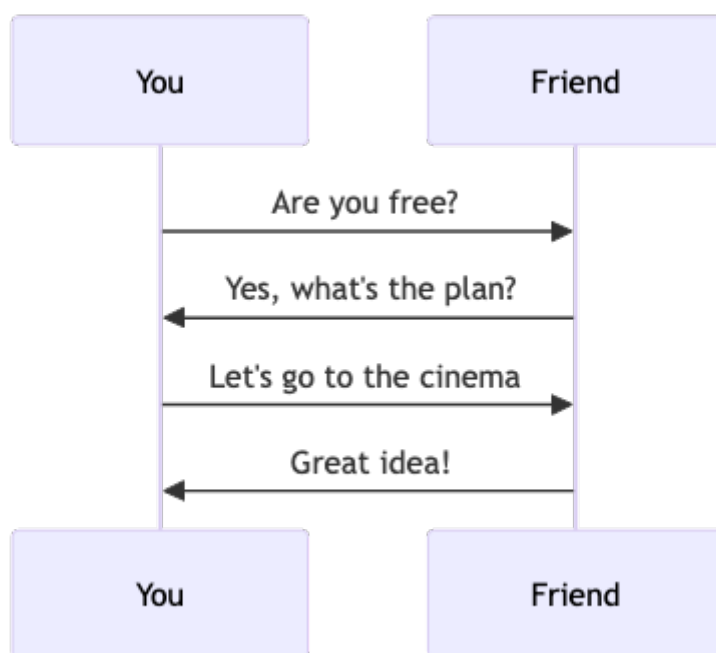 You
Friend
Are you free?
Yes, what's the plan?
Let's go to the cinema
Great idea!
You
Friend